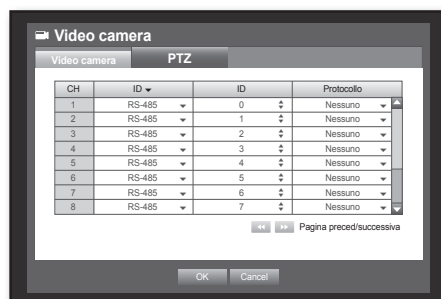 Video camera
Video camera PTZ
CH ID ID Protocollo
1 RS-485 0 Nessuno
2 RS-485 1 Nessuno
3 RS-485 2 Nessuno
4 RS-485 3 Nessuno
5 RS-485 4 Nessuno
6 RS-485 5 Nessuno
7 RS-485 6 Nessuno
8 RS-485 7 Nessuno
Pagina preced/successiva
OK Cancel